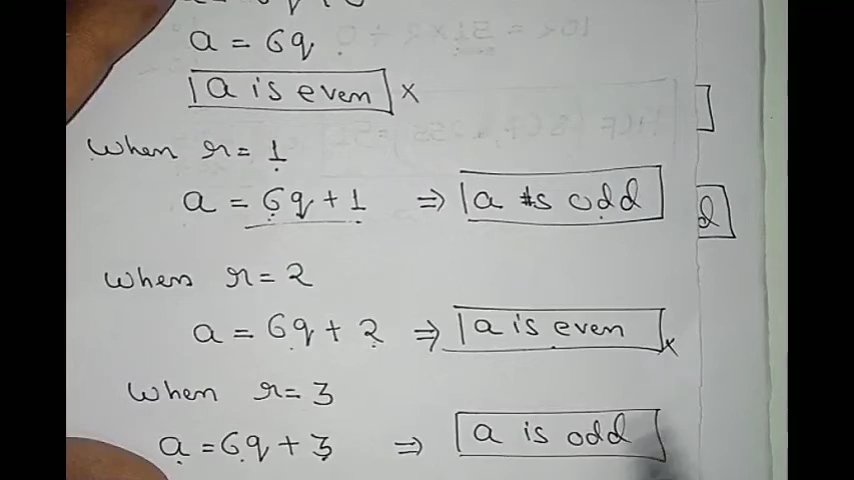 a = 6q
a is even ×
When r = 1
a = 6q + 1 ⇒ a is odd
When r = 2
a = 6q + 2 ⇒ a is even ×
When r = 3
a = 6q + 3 ⇒ a is odd